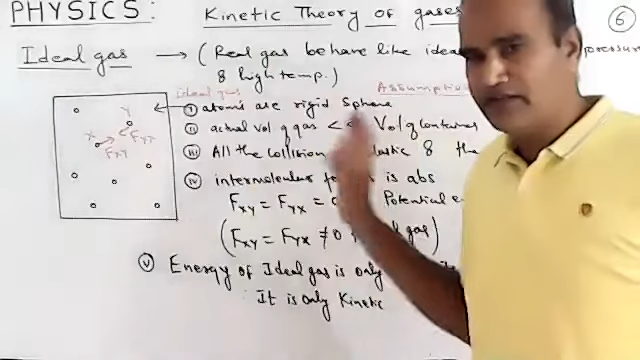 PHYSICS: Kinetic Theory of gases 6
Ideal gas → (Real gas behave like idea pressure
& high temp.)
ideal gas Assumption
I atoms are rigid Sphere
II actual vol of gas < Vol of container
III All the collision elastic & the
IV intermolecular is abs
Fxy = Fyx = Potential e
(Fxy = Fyx ≠ 0 gas)
V Energy of Ideal gas is only
It is only Kinetic
Y
X Fyx
Fxy